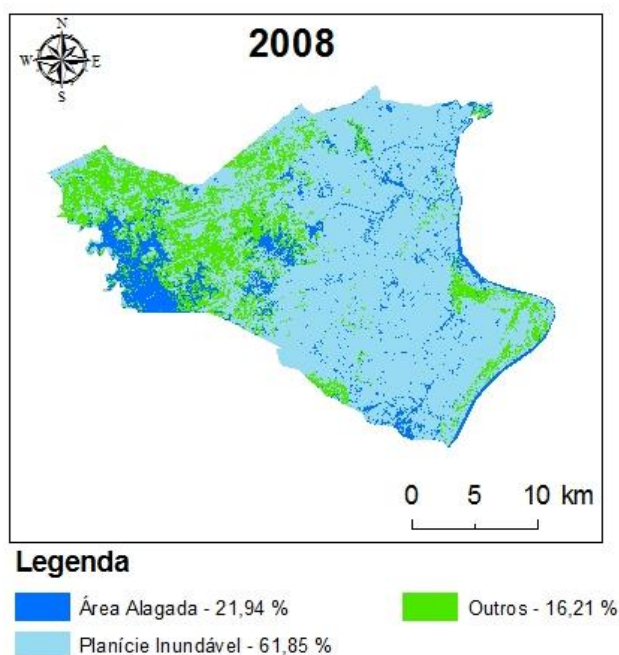 N
2008
W E
S
0 5 10 km
Legenda
Área Alagada - 21,94 %
Outros - 16,21 %
Planície Inundável - 61,85 %